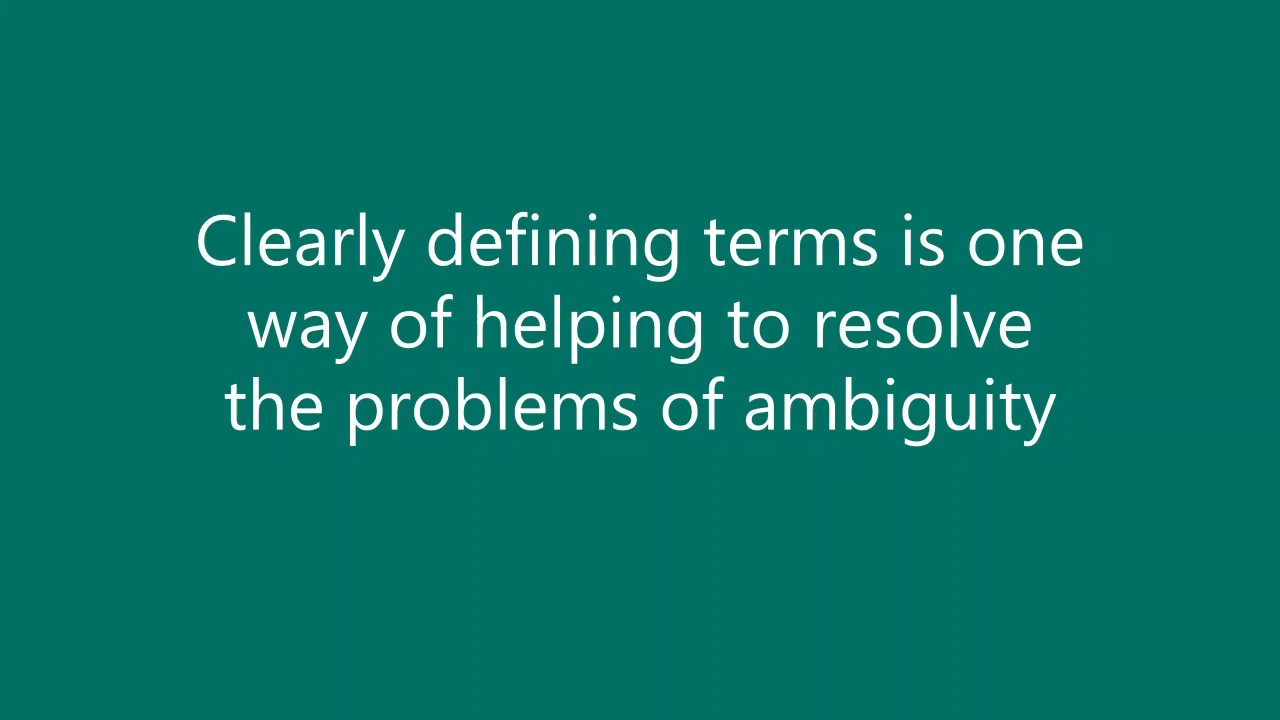 Clearly defining terms is one
way of helping to resolve
the problems of ambiguity